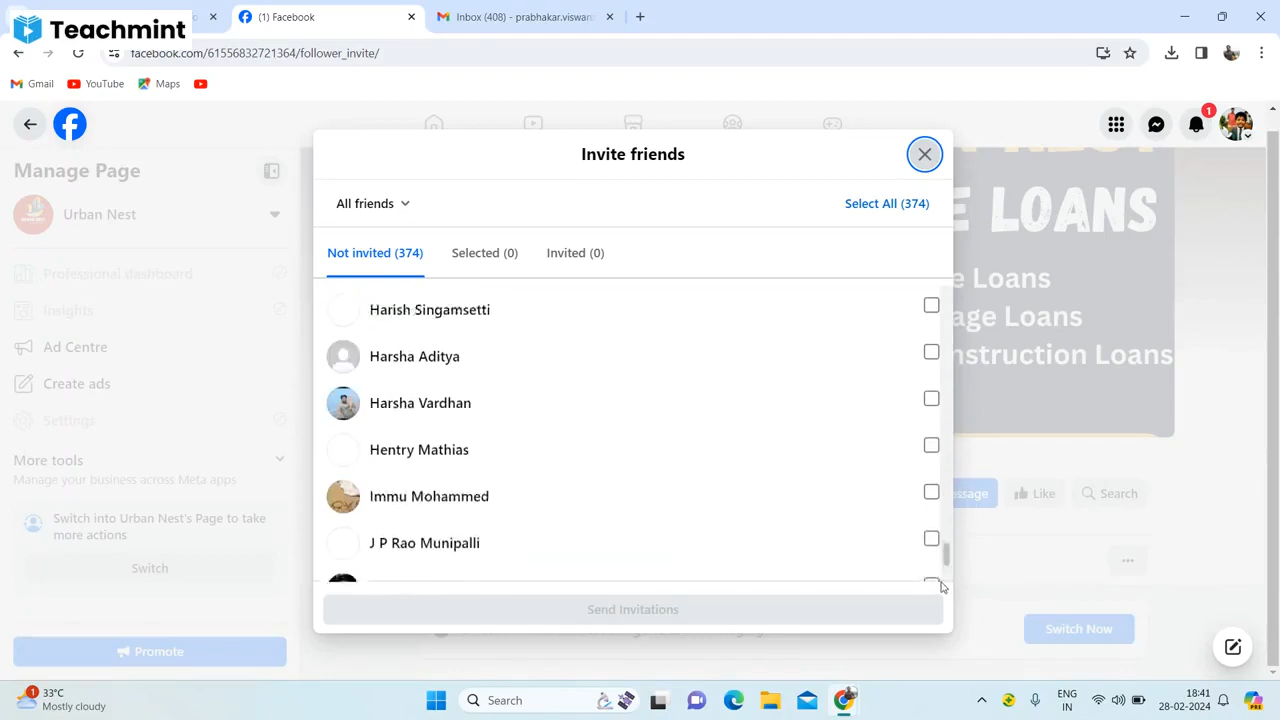 (1) Facebook
Inbox (408) - prabhakar.viswan
Teachmint
facebook.com/61556832721364/follower_invite/
Gmail
YouTube
Maps
1
Invite friends
Manage Page
Urban Nest
All friends
Select All (374)
Not invited (374)
Selected (0)
Invited (0)
Professional dashboard
Insights
Ad Centre
Create ads
Settings
More tools
Manage your business across Meta apps
Switch into Urban Nest's Page to take
more actions
Switch
Promote
Harish Singamsetti
Harsha Aditya
Harsha Vardhan
Hentry Mathias
Immu Mohammed
J P Rao Munipalli
Send Invitations
E LOANS
e Loans
age Loans
nstruction Loans
ssage
Like
Search
Switch Now
1
33°C
Mostly cloudy
Search
ENG
IN
18:41
28-02-2024